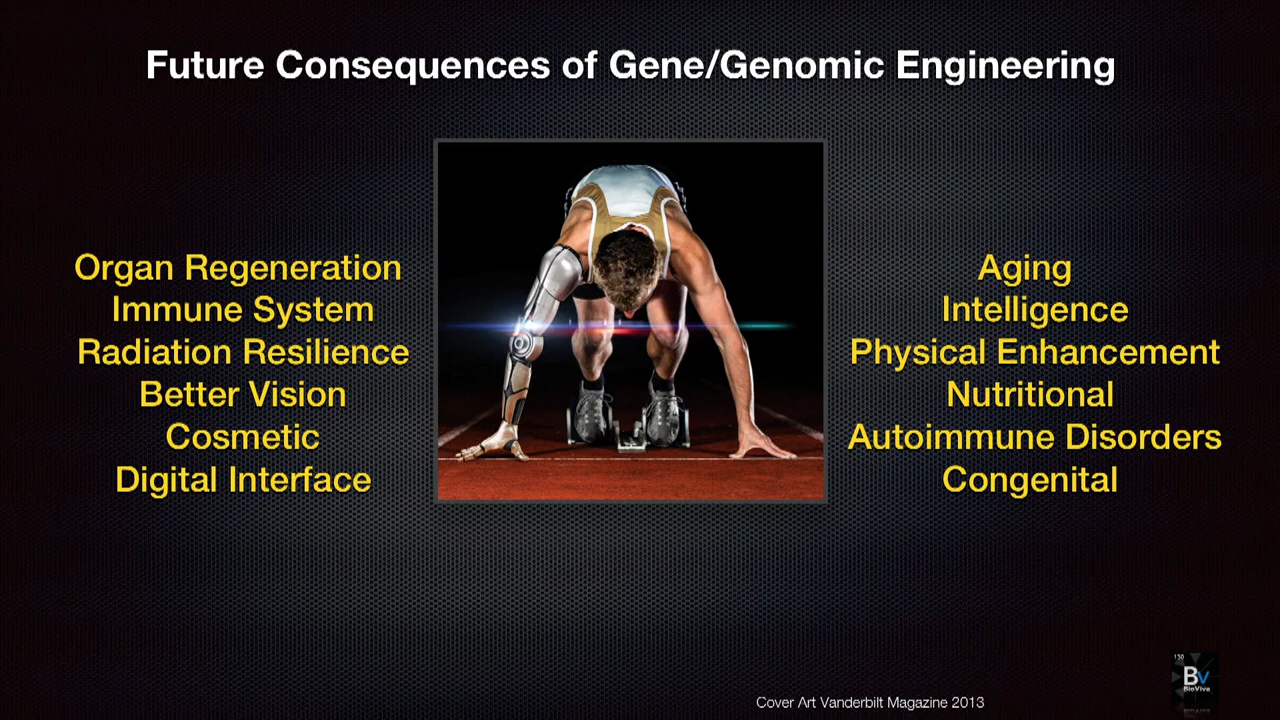 Future Consequences of Gene/Genomic Engineering
Organ Regeneration
Immune System
Radiation Resilience
Better Vision
Cosmetic
Digital Interface
Aging
Intelligence
Physical Enhancement
Nutritional
Autoimmune Disorders
Congenital
Cover Art Vanderbilt Magazine 2013
Bv
BioViva